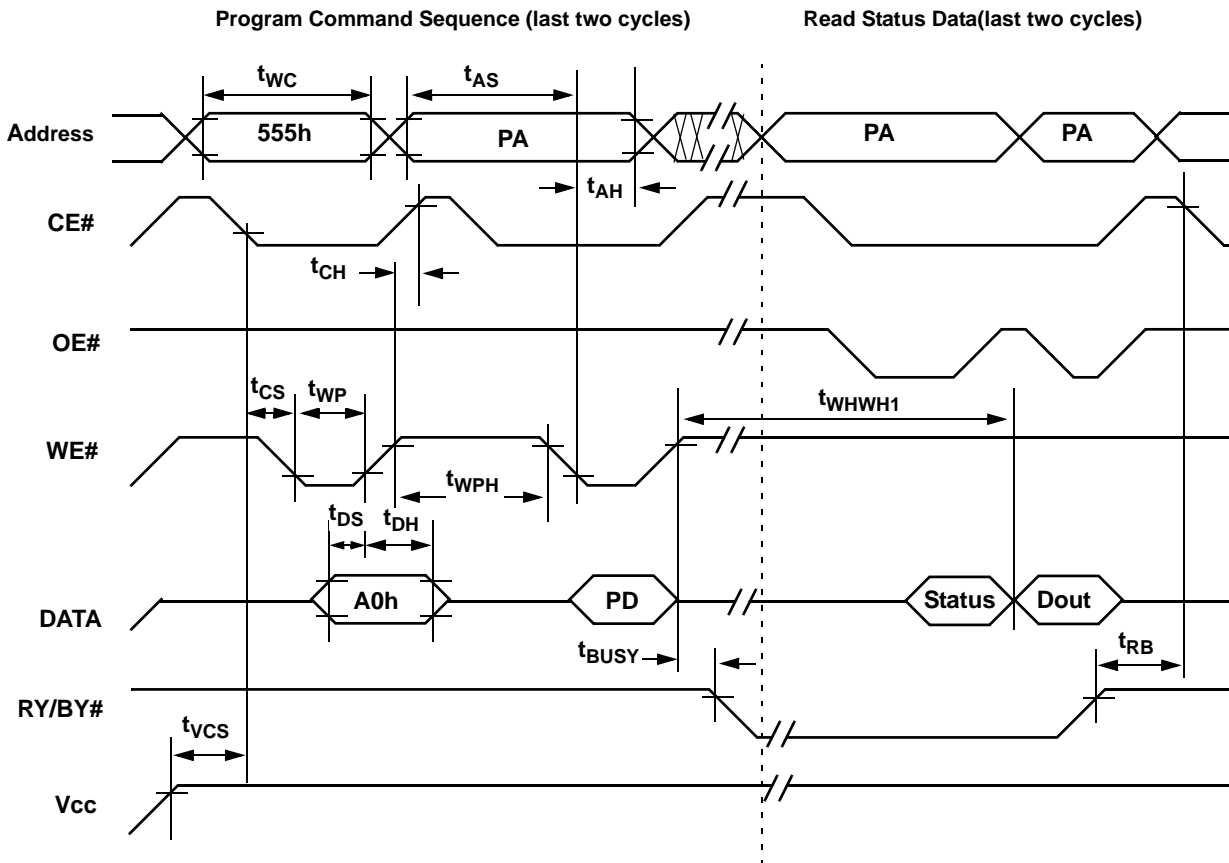 Program Command Sequence (last two cycles) Read Status Data(last two cycles)
tWC tAS
Address 555h PA PA PA
tAH
CE#
tCH
OE#
tCS tWP tWHWH1
WE#
tWPH
tDS tDH
DATA A0h PD Status Dout
tBUSY tRB
RY/BY#
tVCS
Vcc